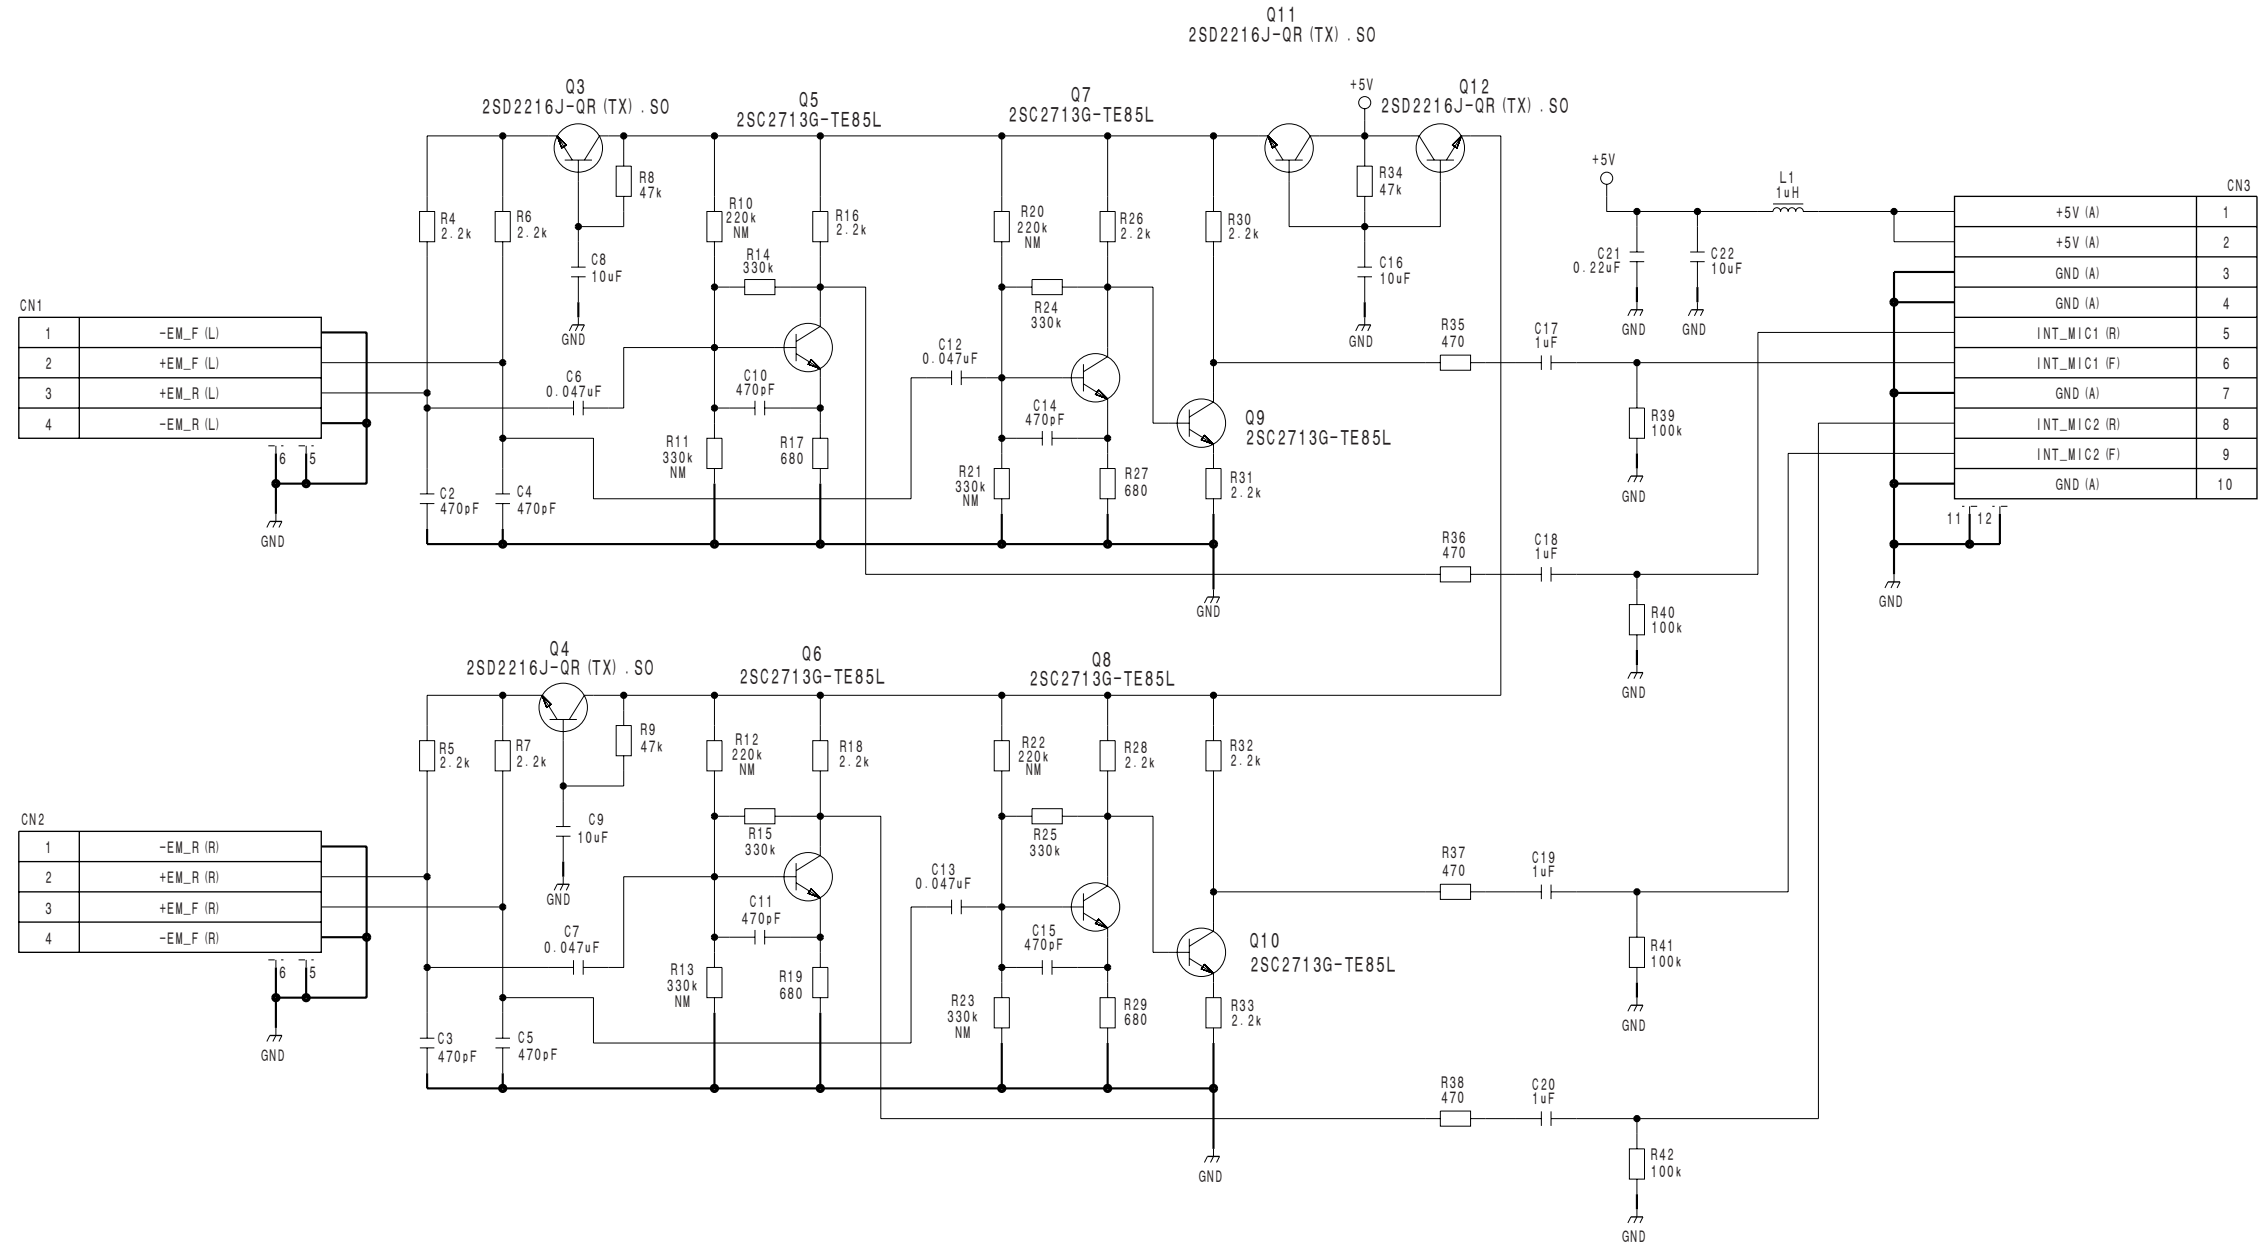 Q11
2SD2216J-QR(TX).SO
Q3
2SD2216J-QR(TX).SO
Q5
2SC2713G-TE85L
Q7
2SC2713G-TE85L
+5V
Q12
2SD2216J-QR(TX).SO
R4
2.2k
R6
2.2k
R8
47k
C8
10uF
GND
R10
220k
NM
R14
330k
R16
2.2k
R20
220k
NM
R24
330k
R26
2.2k
R30
2.2k
R34
47k
C16
10uF
GND
+5V
C21
0.22uF
GND
C22
10uF
GND
L1
1uH
CN3
+5V(A)
1
+5V(A)
2
GND(A)
3
GND(A)
4
INT_MIC1(R)
5
INT_MIC1(F)
6
GND(A)
7
INT_MIC2(R)
8
INT_MIC2(F)
9
GND(A)
10
11
12
GND
CN1
1
-EM_F(L)
2
+EM_F(L)
3
+EM_R(L)
4
-EM_R(L)
6
5
GND
C2
470pF
C4
470pF
C6
0.047uF
C10
470pF
R11
330k
NM
R17
680
C12
0.047uF
C14
470pF
R21
330k
NM
R27
680
Q9
2SC2713G-TE85L
R31
2.2k
GND
R35
470
C17
1uF
R39
100k
GND
R36
470
C18
1uF
R40
100k
GND
Q4
2SD2216J-QR(TX).SO
Q6
2SC2713G-TE85L
Q8
2SC2713G-TE85L
R5
2.2k
R7
2.2k
R9
47k
C9
10uF
GND
R12
220k
NM
R15
330k
R18
2.2k
R22
220k
NM
R25
330k
R28
2.2k
R32
2.2k
CN2
1
-EM_R(R)
2
+EM_R(R)
3
+EM_F(R)
4
-EM_F(R)
6
5
GND
C3
470pF
C5
470pF
C7
0.047uF
C11
470pF
R13
330k
NM
R19
680
C13
0.047uF
C15
470pF
R23
330k
NM
R29
680
Q10
2SC2713G-TE85L
R33
2.2k
GND
R37
470
C19
1uF
R41
100k
GND
R38
470
C20
1uF
R42
100k
GND